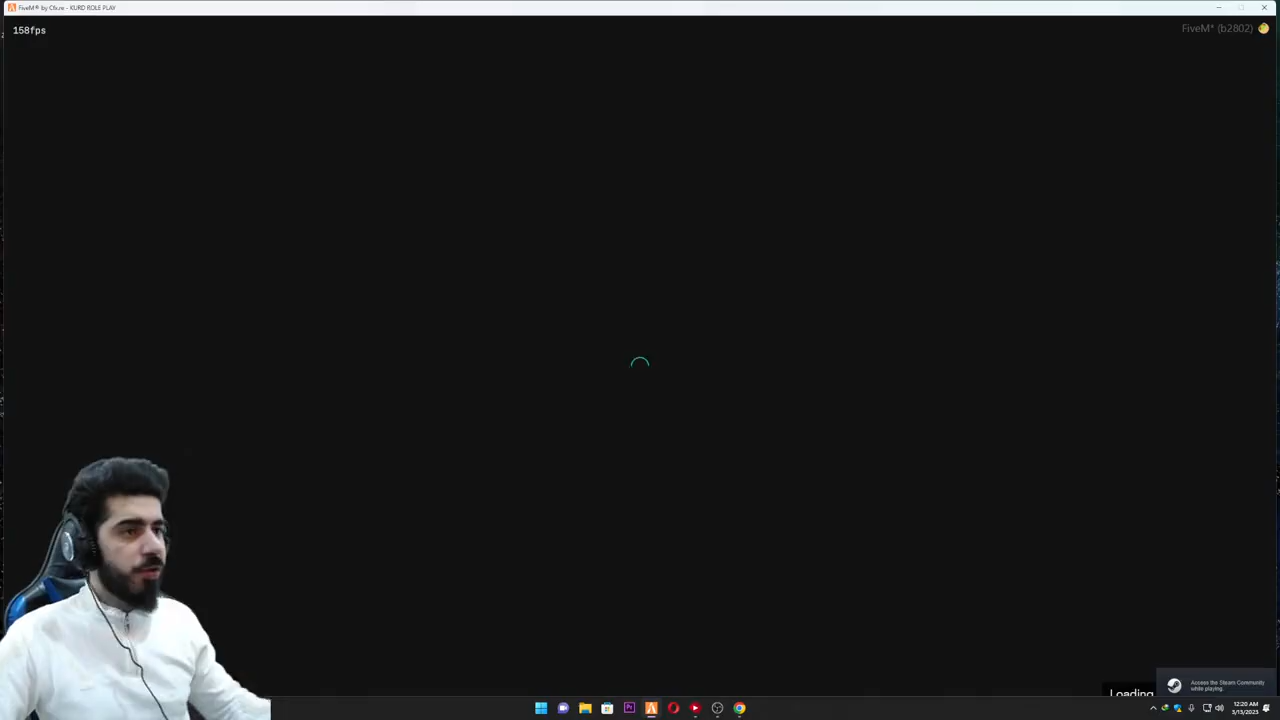 FiveM® by Cfx.re - KURD ROLE PLAY
158fps
FiveM* (b2802)
Loading
Access the Steam Community
while playing.
12:20 AM
5/13/2023